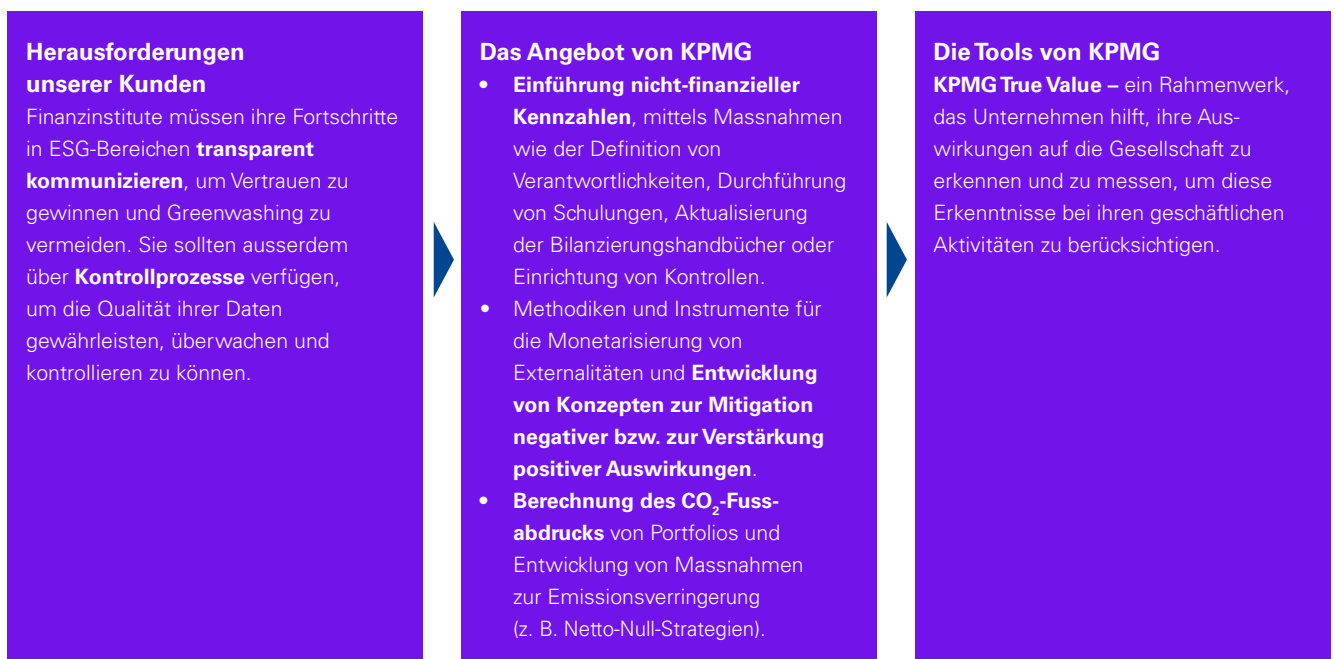 Herausforderungen
unserer Kunden
Finanzinstitute müssen ihre Fortschritte
in ESG-Bereichen transparent
kommunizieren, um Vertrauen zu
gewinnen und Greenwashing zu
vermeiden. Sie sollten ausserdem
über Kontrollprozesse verfügen,
um die Qualität ihrer Daten
gewährleisten, überwachen und
kontrollieren zu können.
Das Angebot von KPMG
• Einführung nicht-finanzieller
Kennzahlen, mittels Massnahmen
wie der Definition von
Verantwortlichkeiten, Durchführung
von Schulungen, Aktualisierung
der Bilanzierungshandbücher oder
Einrichtung von Kontrollen.
• Methodiken und Instrumente für
die Monetarisierung von
Externalitäten und Entwicklung
von Konzepten zur Mitigation
negativer bzw. zur Verstärkung
positiver Auswirkungen.
• Berechnung des CO₂-Fuss-
abdrucks von Portfolios und
Entwicklung von Massnahmen
zur Emissionsverringerung
(z. B. Netto-Null-Strategien).
Die Tools von KPMG
KPMG True Value – ein Rahmenwerk,
das Unternehmen hilft, ihre Aus-
wirkungen auf die Gesellschaft zu
erkennen und zu messen, um diese
Erkenntnisse bei ihren geschäftlichen
Aktivitäten zu berücksichtigen.